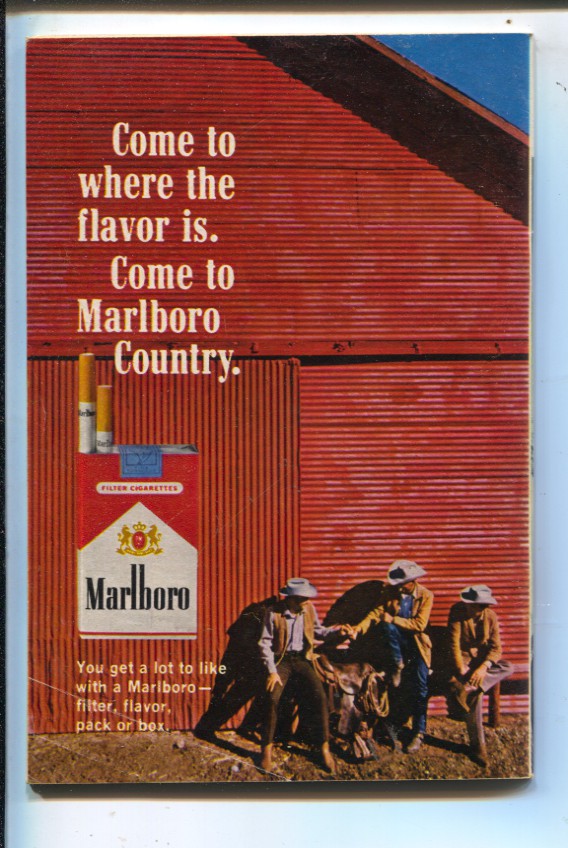 Come to
where the
flavor is.
Come to
Marlboro
Country.
FILTER CIGARETTES
Marlboro
You get a lot to like
with a Marlboro—
filter, flavor,
pack or box.